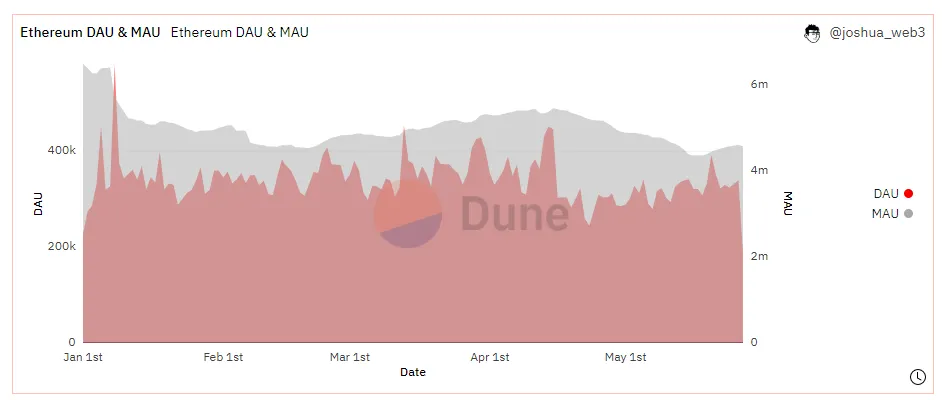 Ethereum DAU & MAU Ethereum DAU & MAU @joshua_web3
6m
400k
4m
DAU
MAU
DAU
MAU
Dune
200k
2m
0
0
Jan 1st Feb 1st Mar 1st Apr 1st May 1st
Date